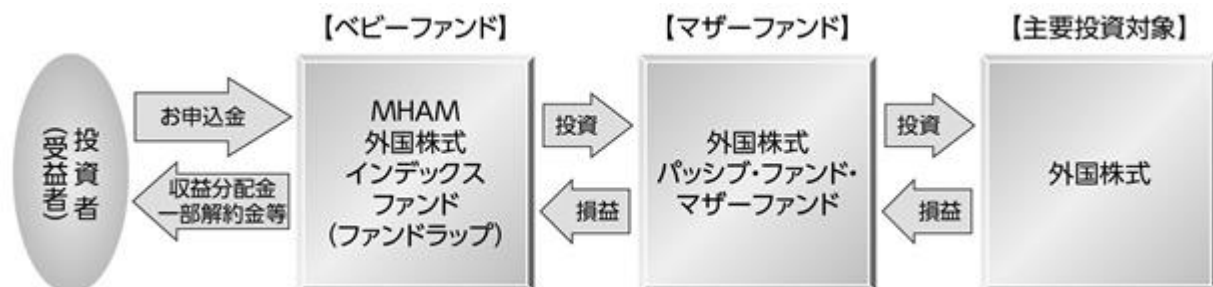 【ベビーファンド】
【マザーファンド】
【主要投資対象】
投資者
(受益者)
お申込金
収益分配金
一部解約金等
MHAM
外国株式
インデックス
ファンド
(ファンドラップ)
投資
損益
外国株式
パッシブ・ファンド・
マザーファンド
投資
損益
外国株式